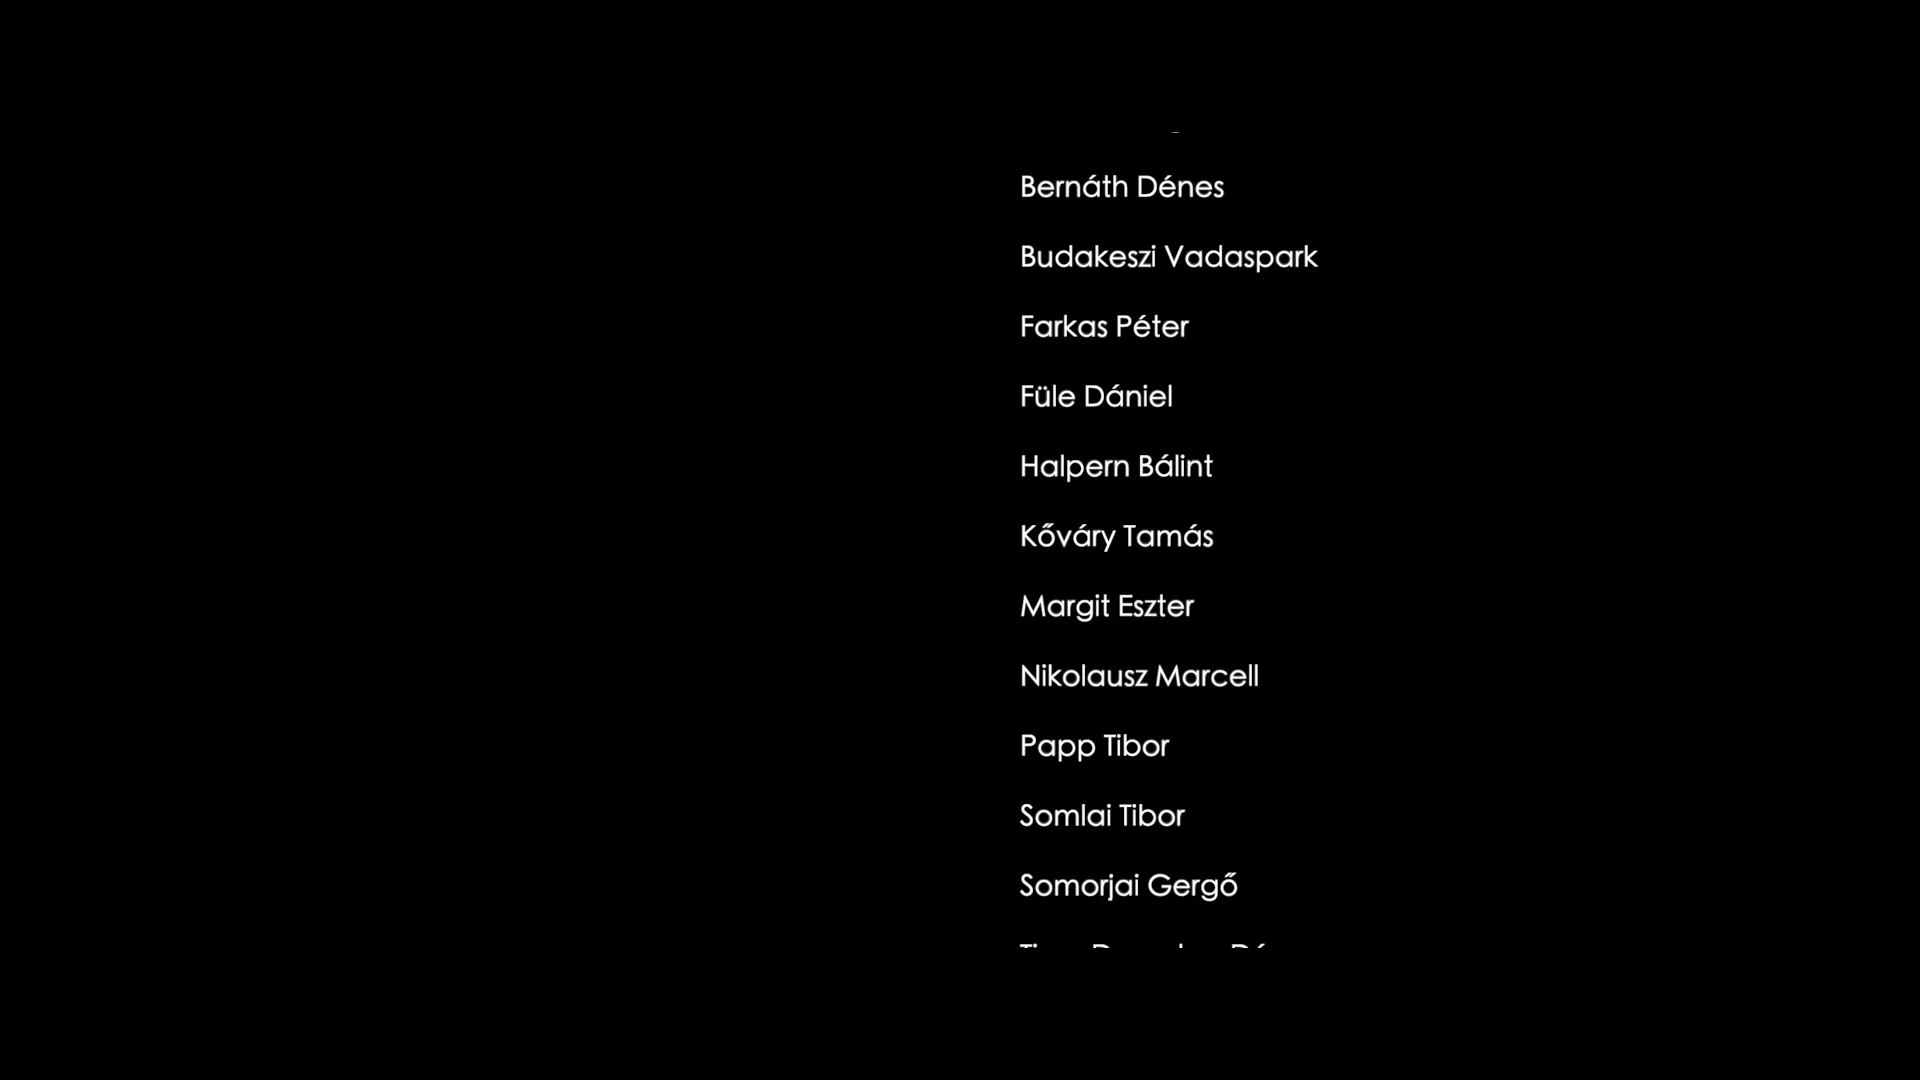 Bernáth Dénes
Budakeszi Vadaspark
Farkas Péter
Füle Dániel
Halpern Bálint
Kőváry Tamás
Margit Eszter
Nikolausz Marcell
Papp Tibor
Somlai Tibor
Somorjai Gergő